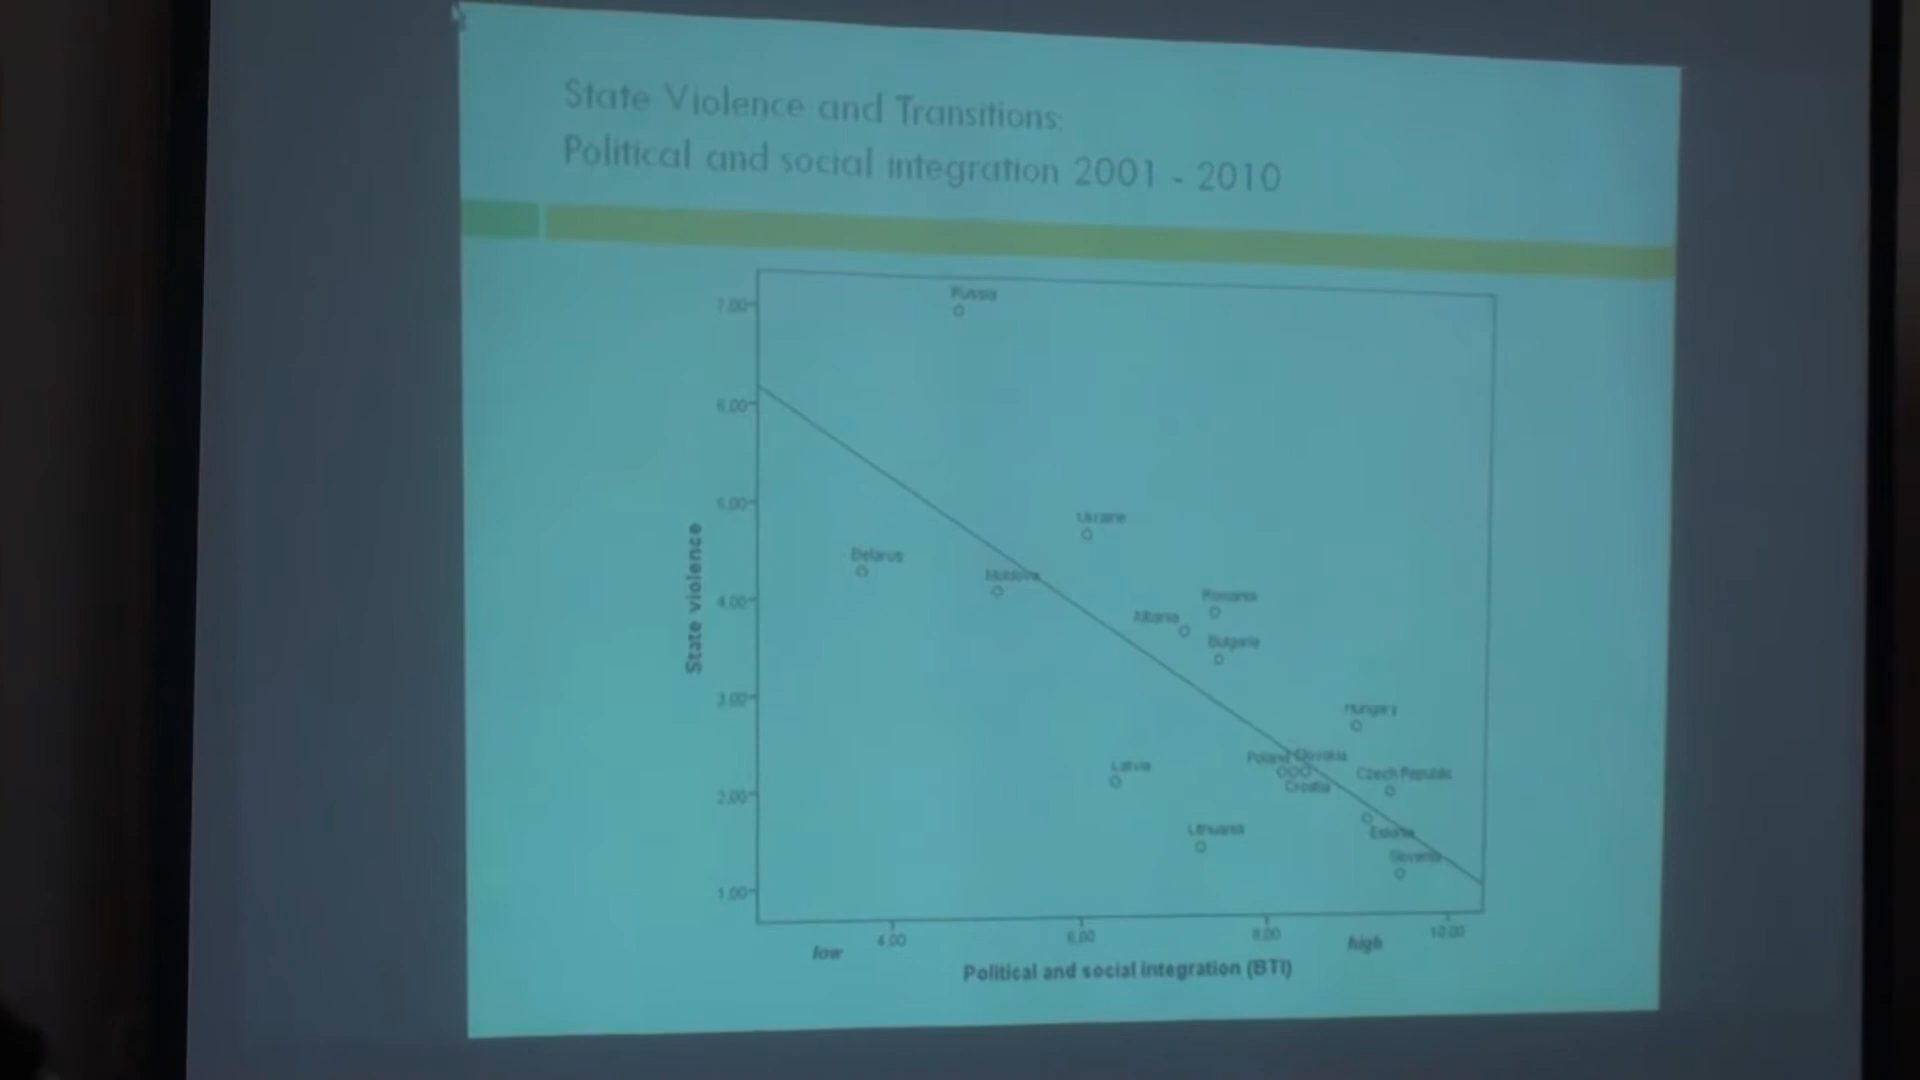 State Violence and Transitions:
Political and social integration 2001 - 2010
Russia
7.00
6.00
5.00
Ukraine
Belarus
Moldova
4.00
Romania
Albania
Bulgaria
State violence
3.00
Hungary
Poland Slovakia
Latvia
Czech Republic
Croatia
2.00
Lithuania
Estonia
Slovenia
1.00
4.00
6.00
8.00
10.00
low
high
Political and social integration (BTI)